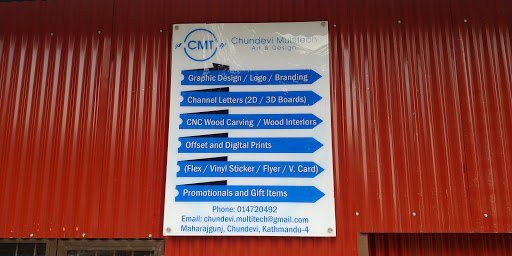 CMT
Chundevi Multitech
Art & Design
Graphic Design / Logo / Branding
Channel Letters (2D / 3D Boards)
CNC Wood Carving / Wood Interiors
Offset and Digital Prints
(Flex / Vinyl Sticker / Flyer / V. Card)
Promotionals and Gift Items
Phone: 014720492
Email: chundevi.multitech@gmail.com
Maharajgunj, Chundevi, Kathmandu-4